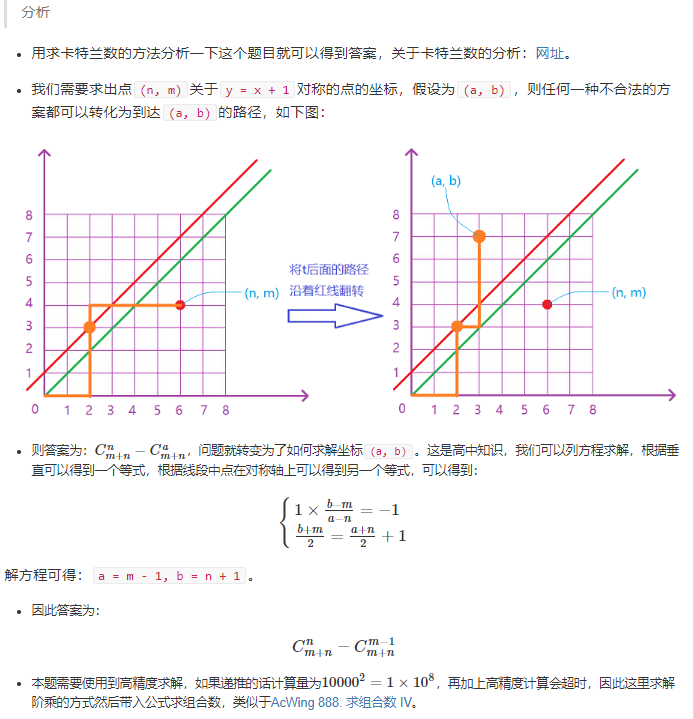 分析
用求卡特兰数的方法分析一下这个题目就可以得到答案，关于卡特兰数的分析：网址。
我们需要求出点 (n, m) 关于 y = x + 1 对称的点的坐标，假设为 (a, b) ，则任何一种不合法的方
案都可以转化为到达 (a, b) 的路径，如下图：
8
7
6
5
4
3
2
1
0 1 2 3 4 5 6 7 8
(n, m)
将t后面的路径
沿着红线翻转
(a, b)
8
7
6
5
4
3
2
1
0 1 2 3 4 5 6 7 8
(n, m)
则答案为：$C_{m+n}^{n} - C_{m+n}^{a}$，问题就转变为了如何求解坐标 (a, b) 。这是高中知识，我们可以列方程求解，根据垂
直可以得到一个等式，根据线段中点在对称轴上可以得到另一个等式，可以得到：
$\begin{cases} 1 \times \frac{b-m}{a-n} = -1 \\ \frac{b+m}{2} = \frac{a+n}{2} + 1 \end{cases}$
解方程可得： a = m - 1, b = n + 1 。
因此答案为：
$C_{m+n}^{n} - C_{m+n}^{m-1}$
本题需要使用到高精度求解，如果递推的话计算量为$10000^2 = 1 \times 10^8$，再加上高精度计算会超时，因此这里求解
阶乘的方式然后带入公式求组合数，类似于AcWing 888. 求组合数 IV。